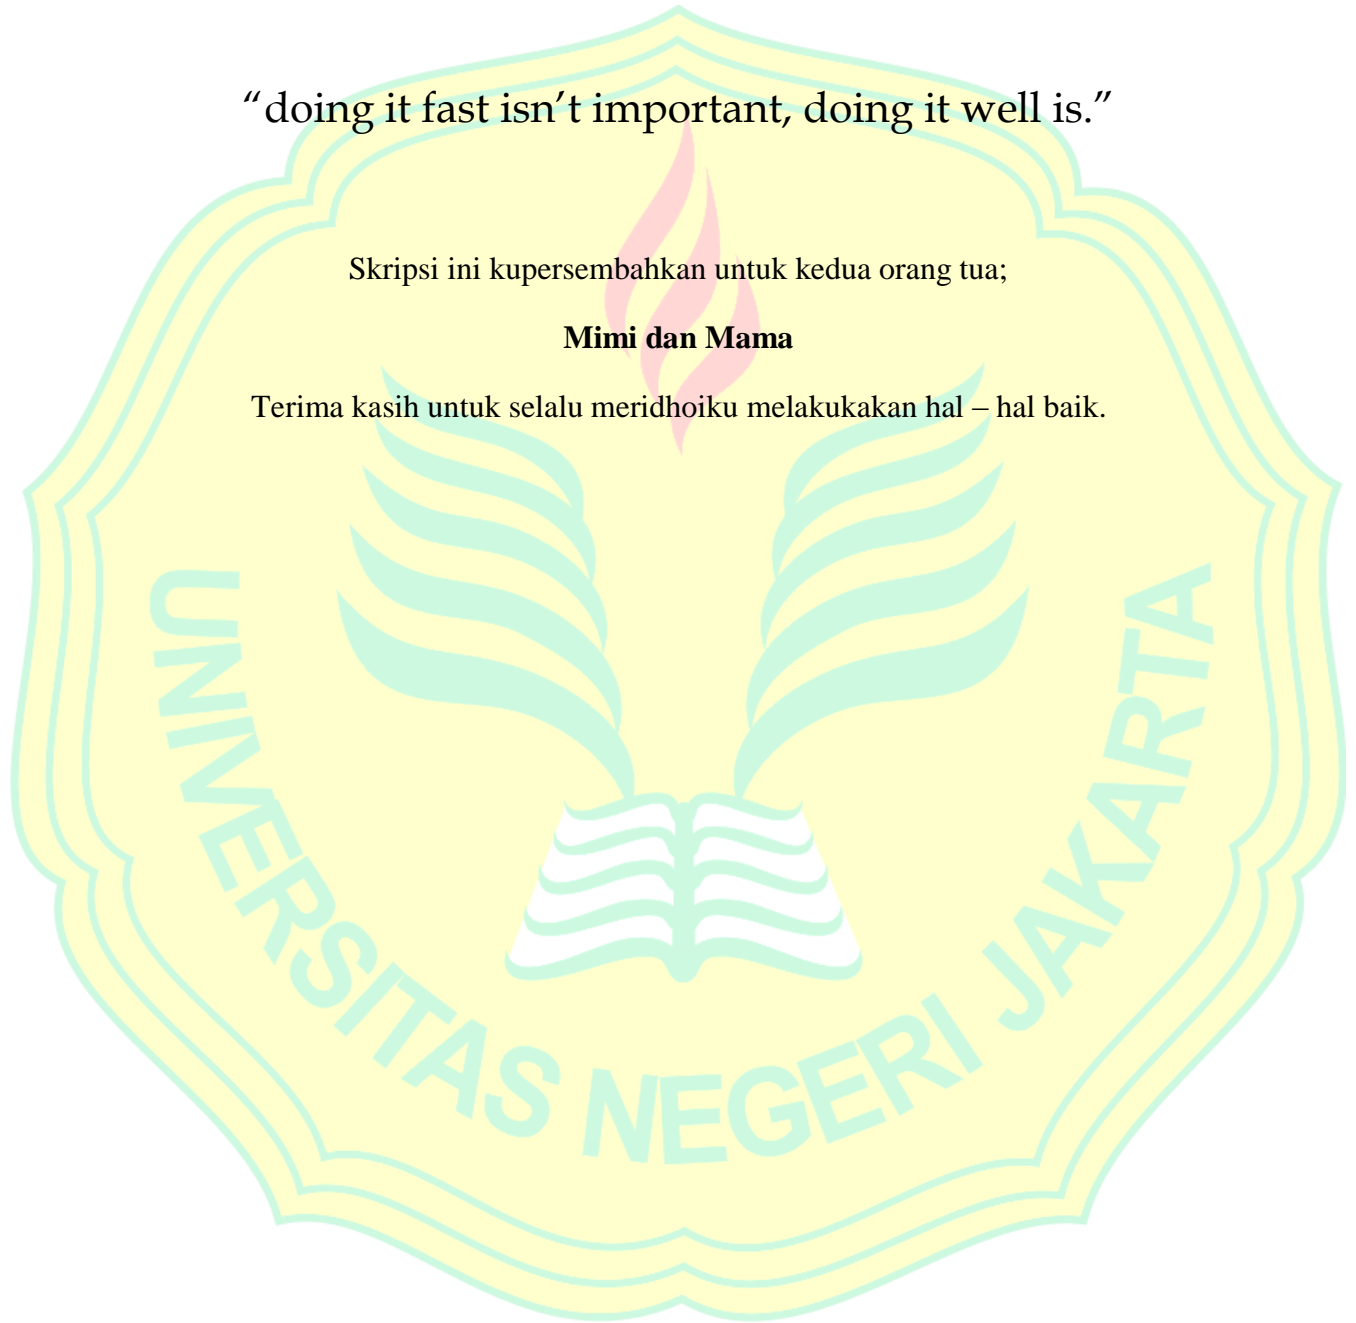 “doing it fast isn’t important, doing it well is.”
Skripsi ini kupersembahkan untuk kedua orang tua;
Mimi dan Mama
Terima kasih untuk selalu meridhoiku melakukakan hal – hal baik.
UNIVERSITAS NEGERI JAKARTA